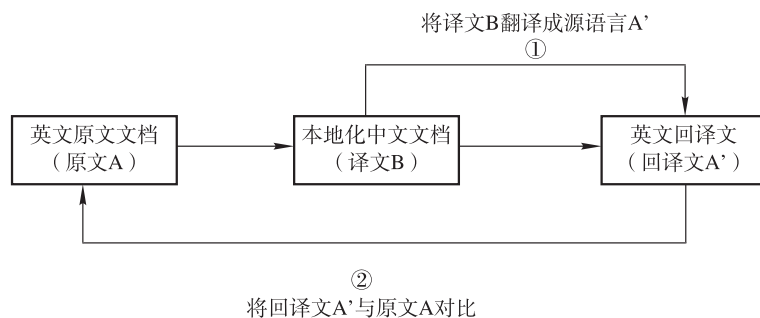 将译文B翻译成源语言A’
①
英文原文文档
（原文A）
本地化中文文档
（译文B）
英文回译文
（回译文A’）
②
将回译文A’与原文A对比